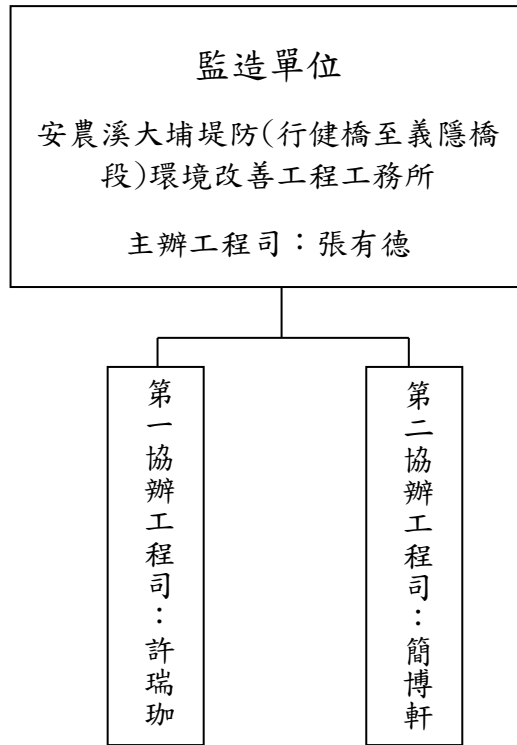 監造單位
安農溪大埔堤防(行健橋至義隱橋
段)環境改善工程工務所
主辦工程司：張有德
第一協辦工程司：許瑞珈
第二協辦工程司：簡博軒